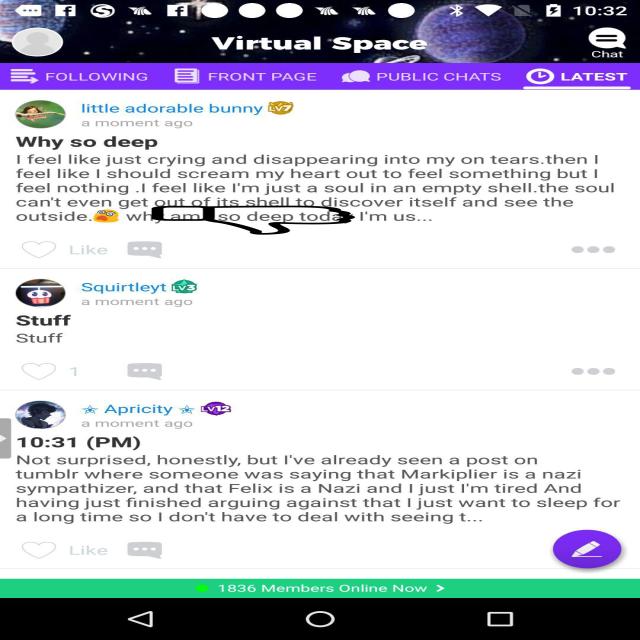 10:32
Virtual Space
Chat
FOLLOWING
FRONT PAGE
PUBLIC CHATS
LATEST
little adorable bunny LV7
a moment ago
Why so deep
I feel like just crying and disappearing into my on tears.then I
feel like I should scream my heart out to feel something but I
feel nothing .I feel like I'm just a soul in an empty shell.the soul
can't even get out of its shell to discover itself and see the
outside.😲 why am I so deep today I'm us...
Like
Squirtleyt LV3
a moment ago
Stuff
Stuff
1
✯ Apricity ✯ LV12
a moment ago
10:31 (PM)
Not surprised, honestly, but I've already seen a post on
tumblr where someone was saying that Markiplier is a nazi
sympathizer, and that Felix is a Nazi and I just I'm tired And
having just finished arguing against that I just want to sleep for
a long time so I don't have to deal with seeing t...
Like
1836 Members Online Now >